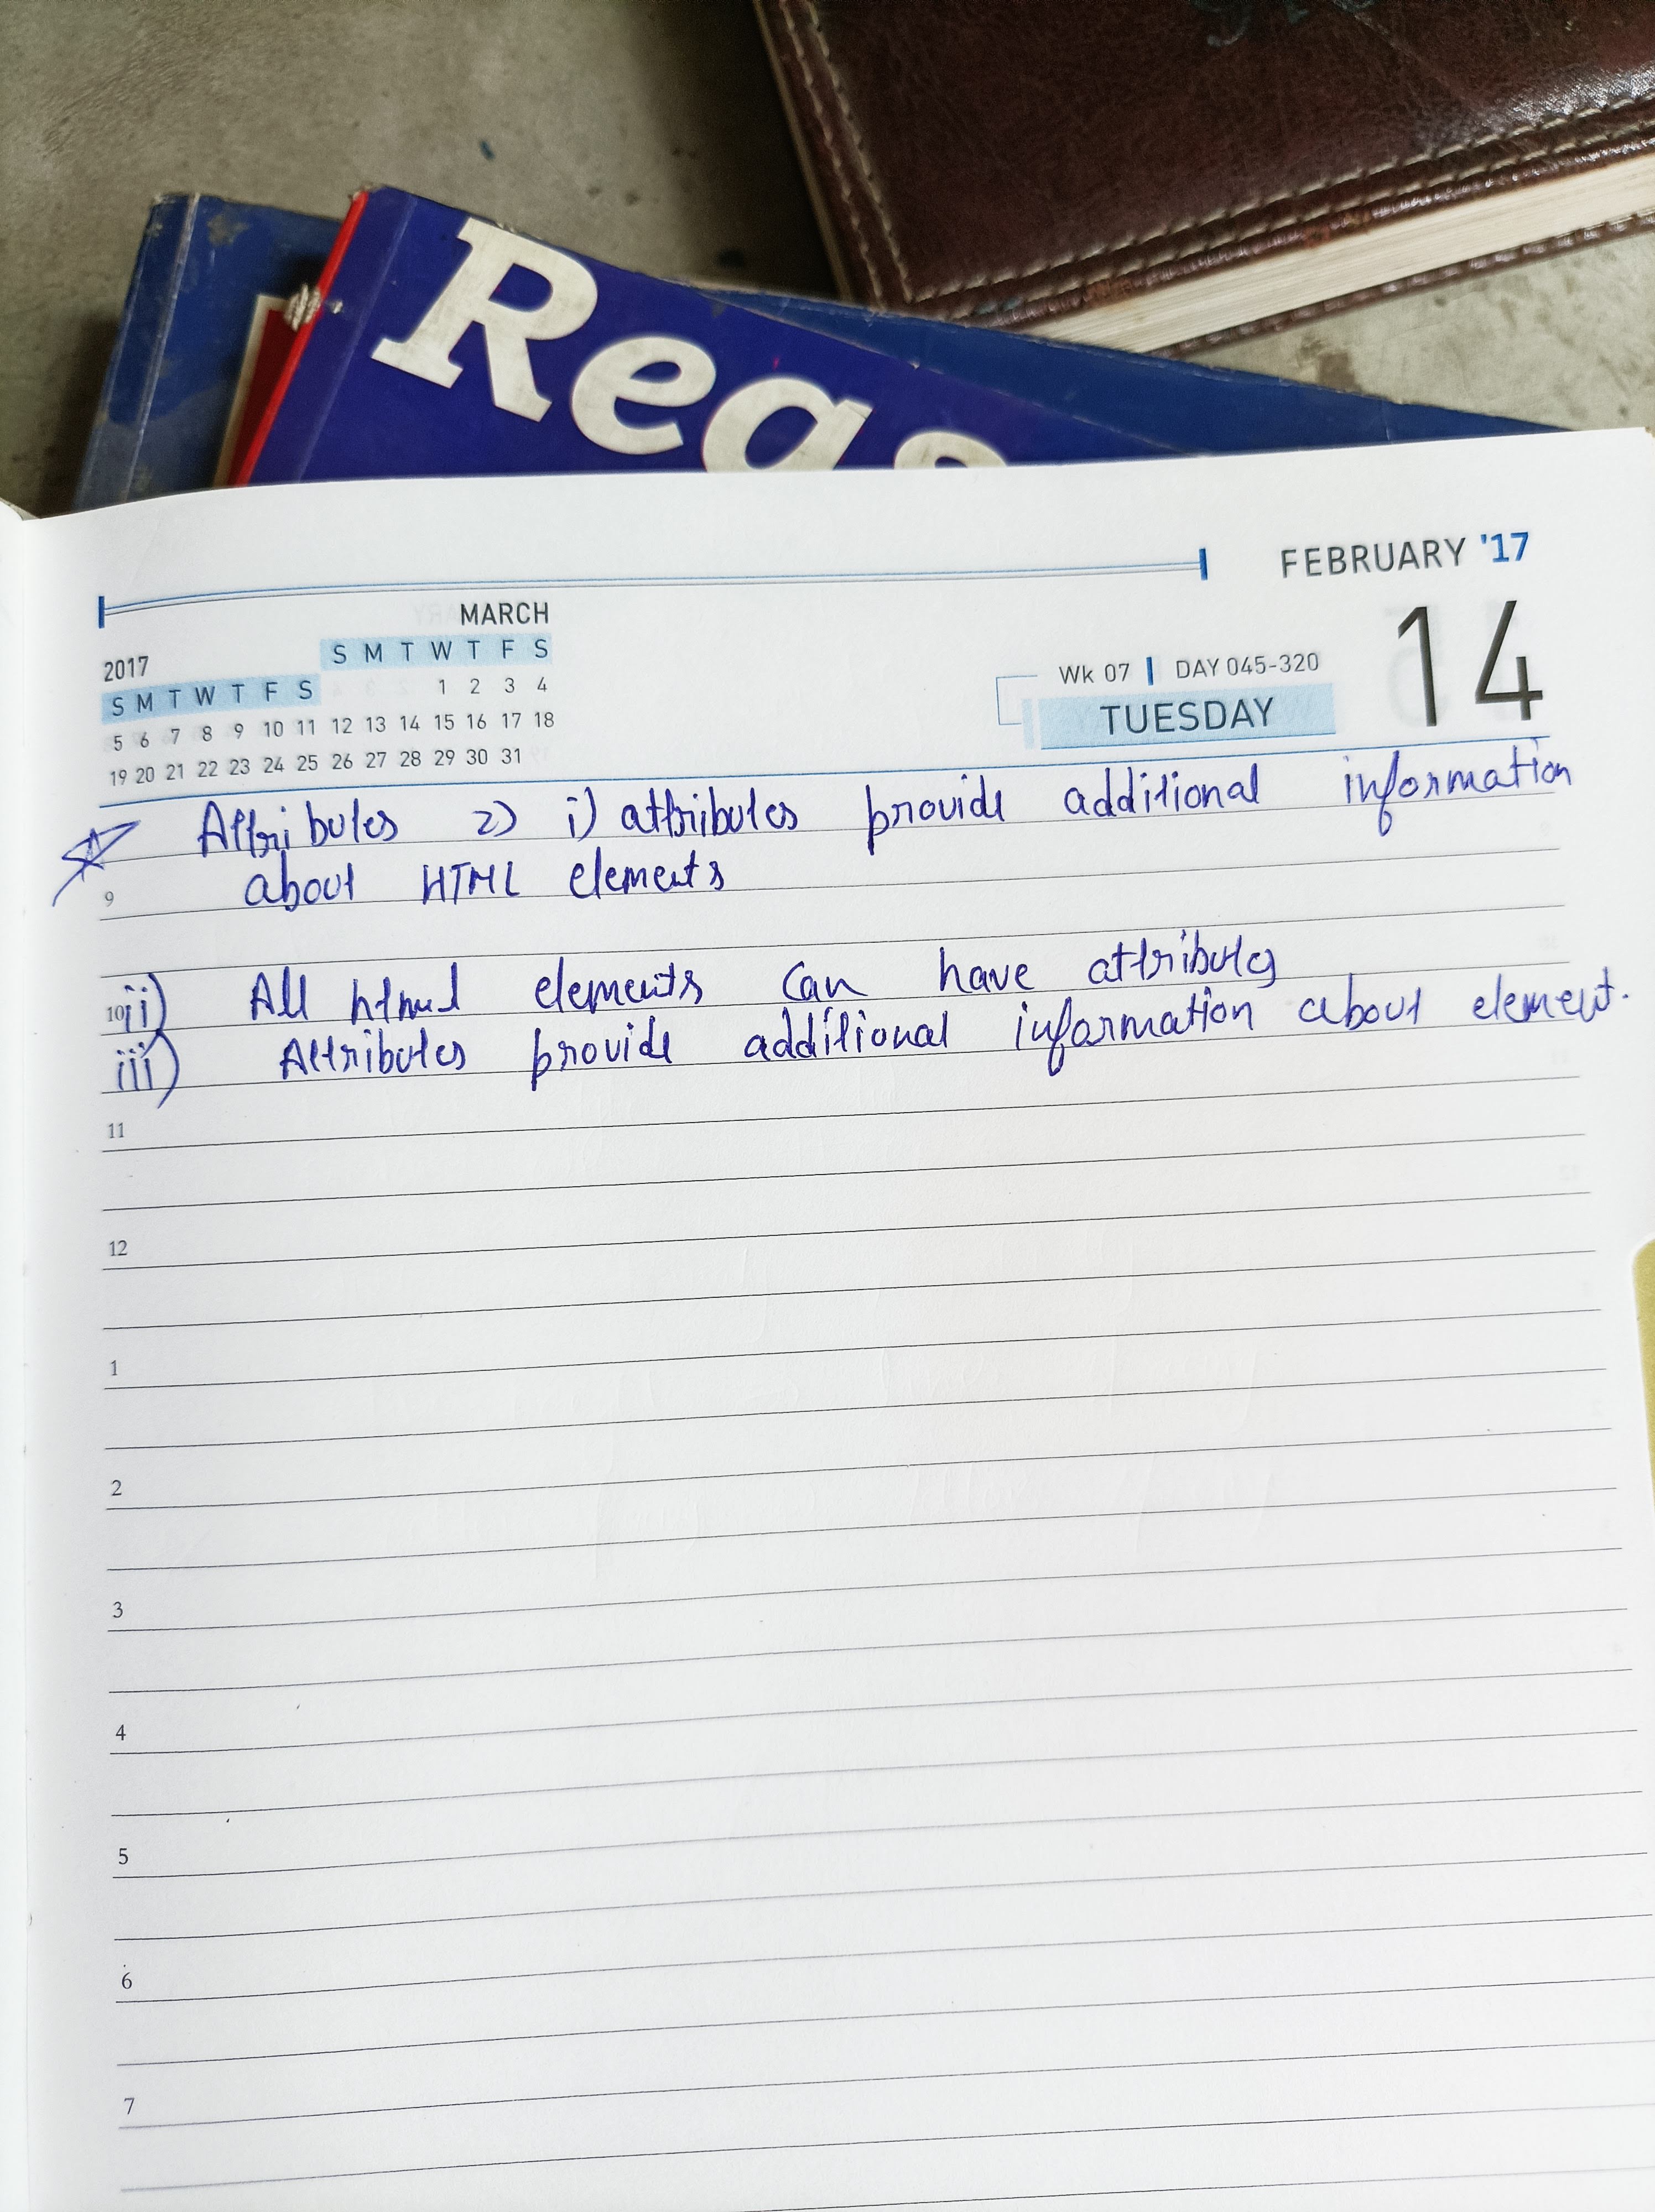 Reas
FEBRUARY '17
MARCH
14
2017
S M T W T F S S M T W T F S
1 2 3 4
5 6 7 8 9 10 11 12 13 14 15 16 17 18
19 20 21 22 23 24 25 26 27 28 29 30 31
Wk 07 | DAY 045-320
TUESDAY
Attributes => i) attributes provide additional information
9 about HTML elements
10 ii) All html elements can have attributes
iii) Attributes provide additional information about element.
11
12
1
2
3
4
5
6
7